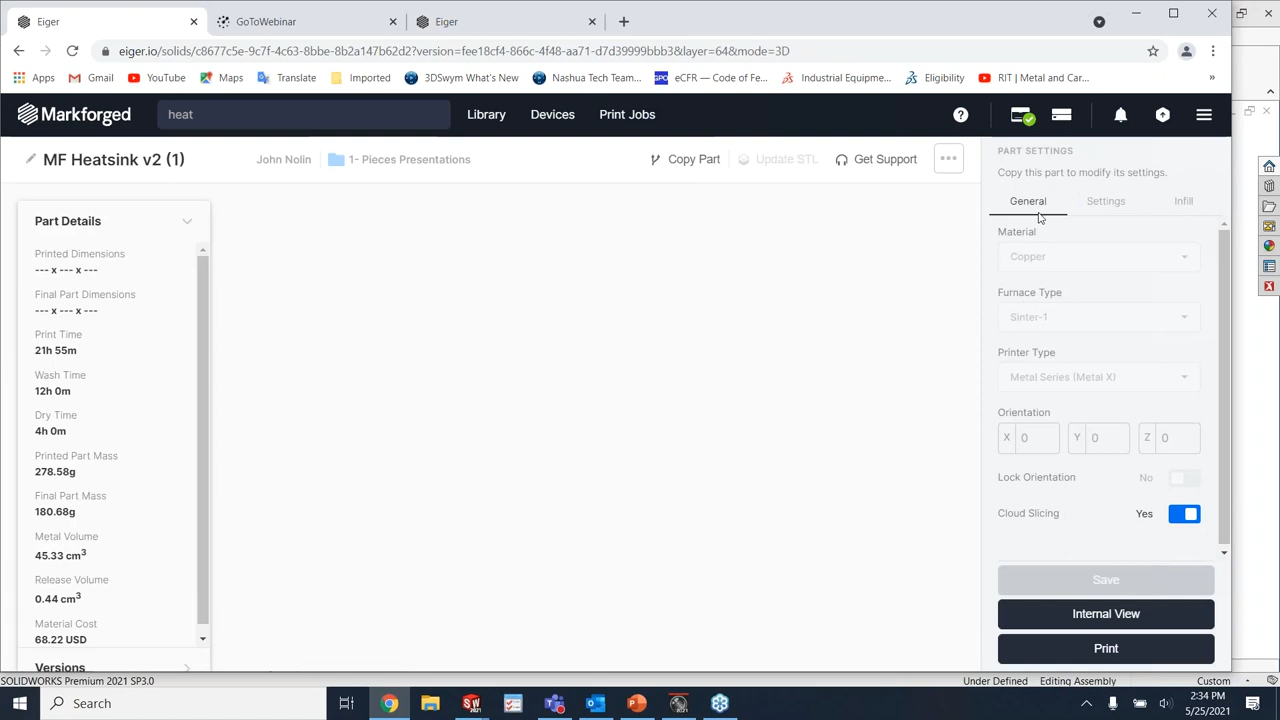 Eiger
GoToWebinar
Eiger
eiger.io/solids/c8677c5e-9c7f-4c63-8bbe-8b2a147b62d2?version=fee18cf4-866c-4f48-aa71-d7d39999bbb3&layer=64&mode=3D
Apps
Gmail
YouTube
Maps
Translate
Imported
3DSwym What's New
Nashua Tech Team...
eCFR — Code of Fe...
Industrial Equipme...
Eligibility
RIT | Metal and Car...
»
Markforged
heat
Library
Devices
Print Jobs
MF Heatsink v2 (1)
John Nolin
1- Pieces Presentations
Copy Part
Update STL
Get Support
PART SETTINGS
Copy this part to modify its settings.
General
Settings
Infill
Part Details
Printed Dimensions
--- x --- x ---
Final Part Dimensions
--- x --- x ---
Print Time
21h 55m
Wash Time
12h 0m
Dry Time
4h 0m
Printed Part Mass
278.58g
Final Part Mass
180.68g
Metal Volume
45.33 cm³
Release Volume
0.44 cm³
Material Cost
68.22 USD
Versions
Material
Copper
Furnace Type
Sinter-1
Printer Type
Metal Series (Metal X)
Orientation
X 0 Y 0 Z 0
Lock Orientation No
Cloud Slicing Yes
Save
Internal View
Print
SOLIDWORKS Premium 2021 SP3.0
Under Defined
Editing Assembly
Custom
Search
2:34 PM
5/25/2021